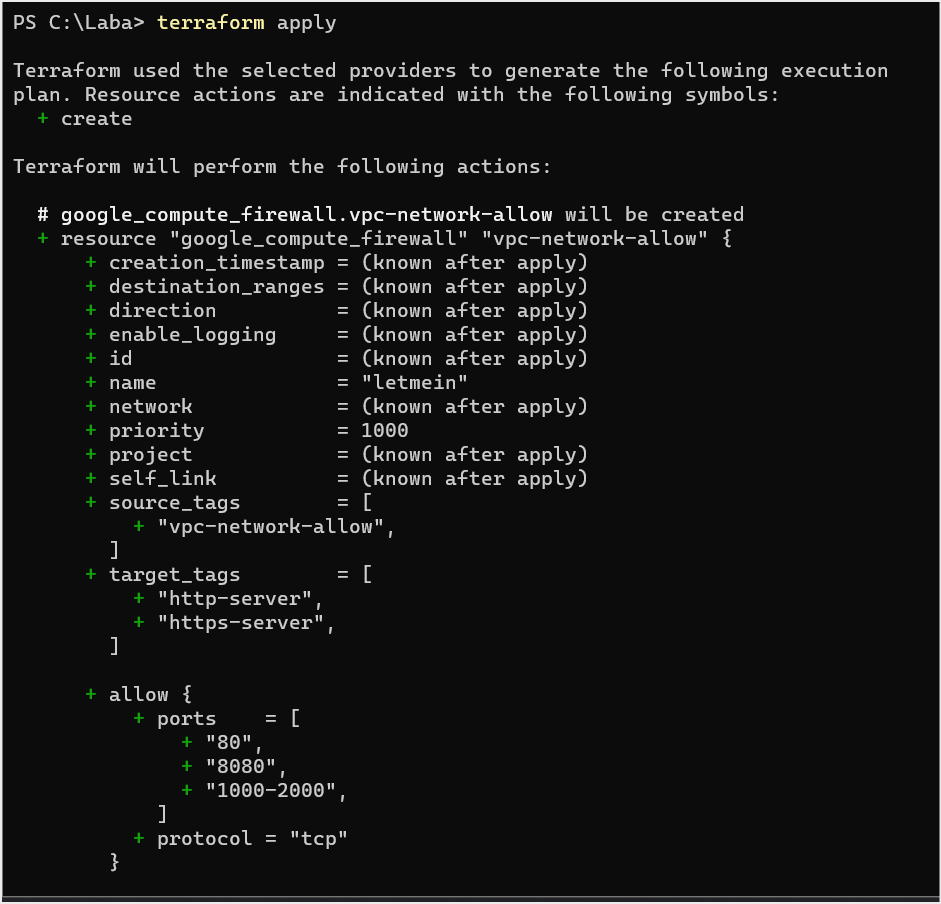 PS C:\Laba> terraform apply
Terraform used the selected providers to generate the following execution
plan. Resource actions are indicated with the following symbols:
  + create
Terraform will perform the following actions:
  # google_compute_firewall.vpc-network-allow will be created
  + resource "google_compute_firewall" "vpc-network-allow" {
      + creation_timestamp = (known after apply)
      + destination_ranges = (known after apply)
      + direction          = (known after apply)
      + enable_logging     = (known after apply)
      + id                 = (known after apply)
      + name               = "letmein"
      + network            = (known after apply)
      + priority           = 1000
      + project            = (known after apply)
      + self_link          = (known after apply)
      + source_tags        = [
          + "vpc-network-allow",
        ]
      + target_tags        = [
          + "http-server",
          + "https-server",
        ]
      + allow {
          + ports    = [
              + "80",
              + "8080",
              + "1000-2000",
            ]
          + protocol = "tcp"
        }